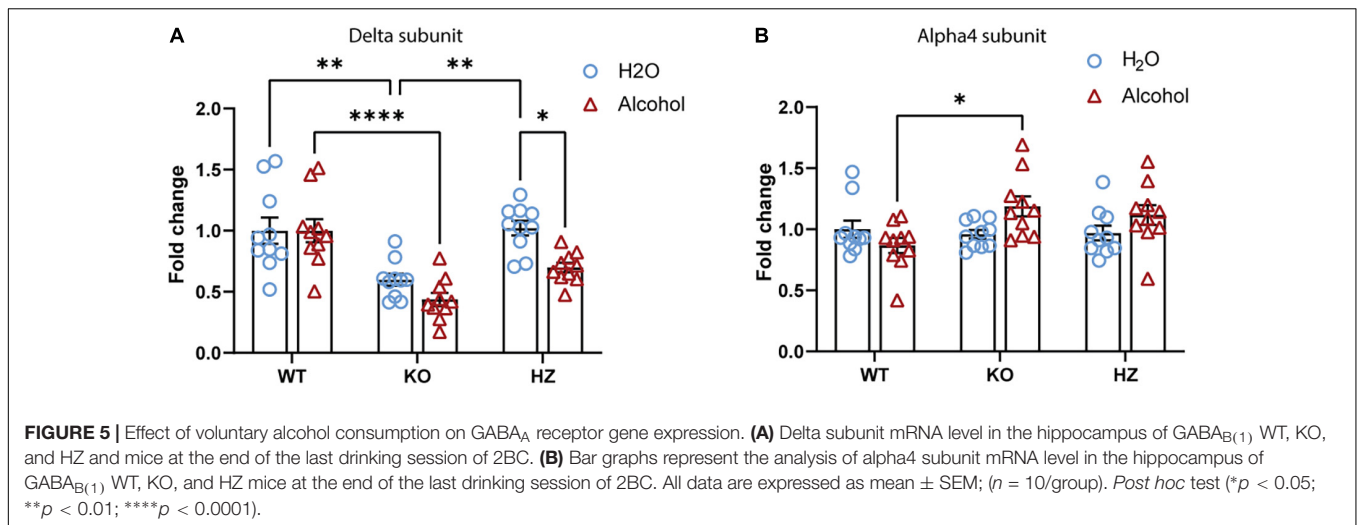 A Delta subunit
** **
H2O
Alcohol
**** *
Fold change
2.0
1.5
1.0
0.5
0.0
WT KO HZ
B Alpha4 subunit
H₂O
Alcohol
*
Fold change
2.0
1.5
1.0
0.5
0.0
WT KO HZ
FIGURE 5 | Effect of voluntary alcohol consumption on GABA_A receptor gene expression. (A) Delta subunit mRNA level in the hippocampus of GABA_B(1) WT, KO,
and HZ and mice at the end of the last drinking session of 2BC. (B) Bar graphs represent the analysis of alpha4 subunit mRNA level in the hippocampus of
GABA_B(1) WT, KO, and HZ mice at the end of the last drinking session of 2BC. All data are expressed as mean ± SEM; (n = 10/group). Post hoc test (*p < 0.05;
**p < 0.01; ****p < 0.0001).